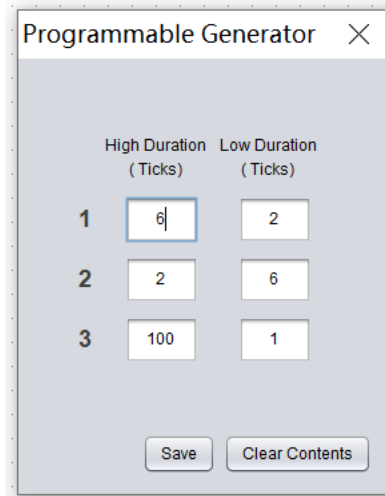 Programmable Generator
High Duration Low Duration
( Ticks) ( Ticks)
1 6 2
2 2 6
3 100 1
Save Clear Contents